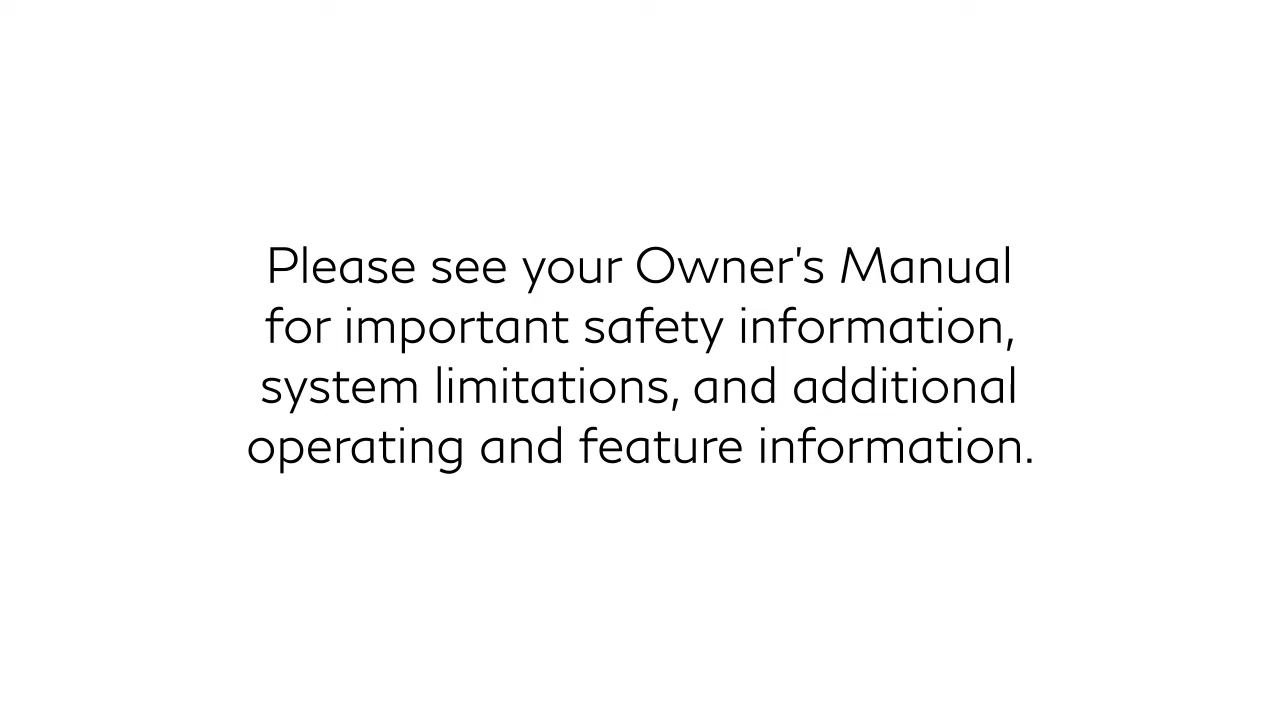 Please see your Owner's Manual
for important safety information,
system limitations, and additional
operating and feature information.